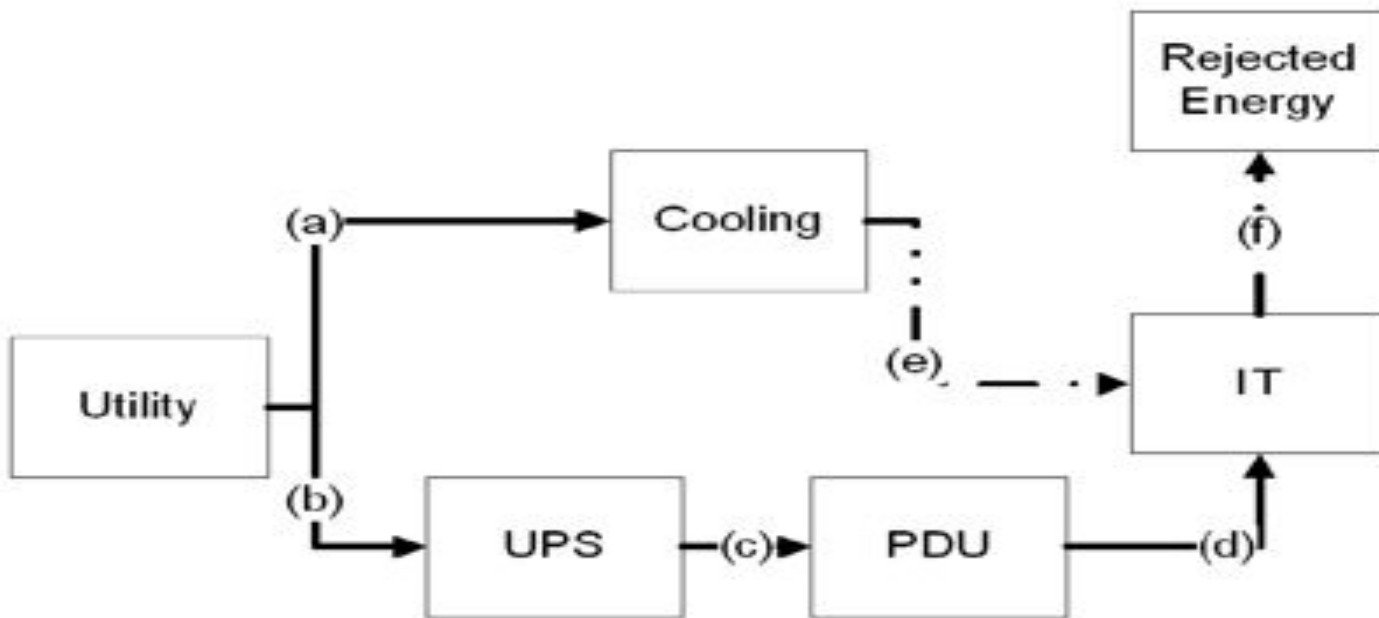 Rejected
Energy
Cooling
(a)
(f)
(e)
IT
Utility
(b)
UPS
(c)
PDU
(d)